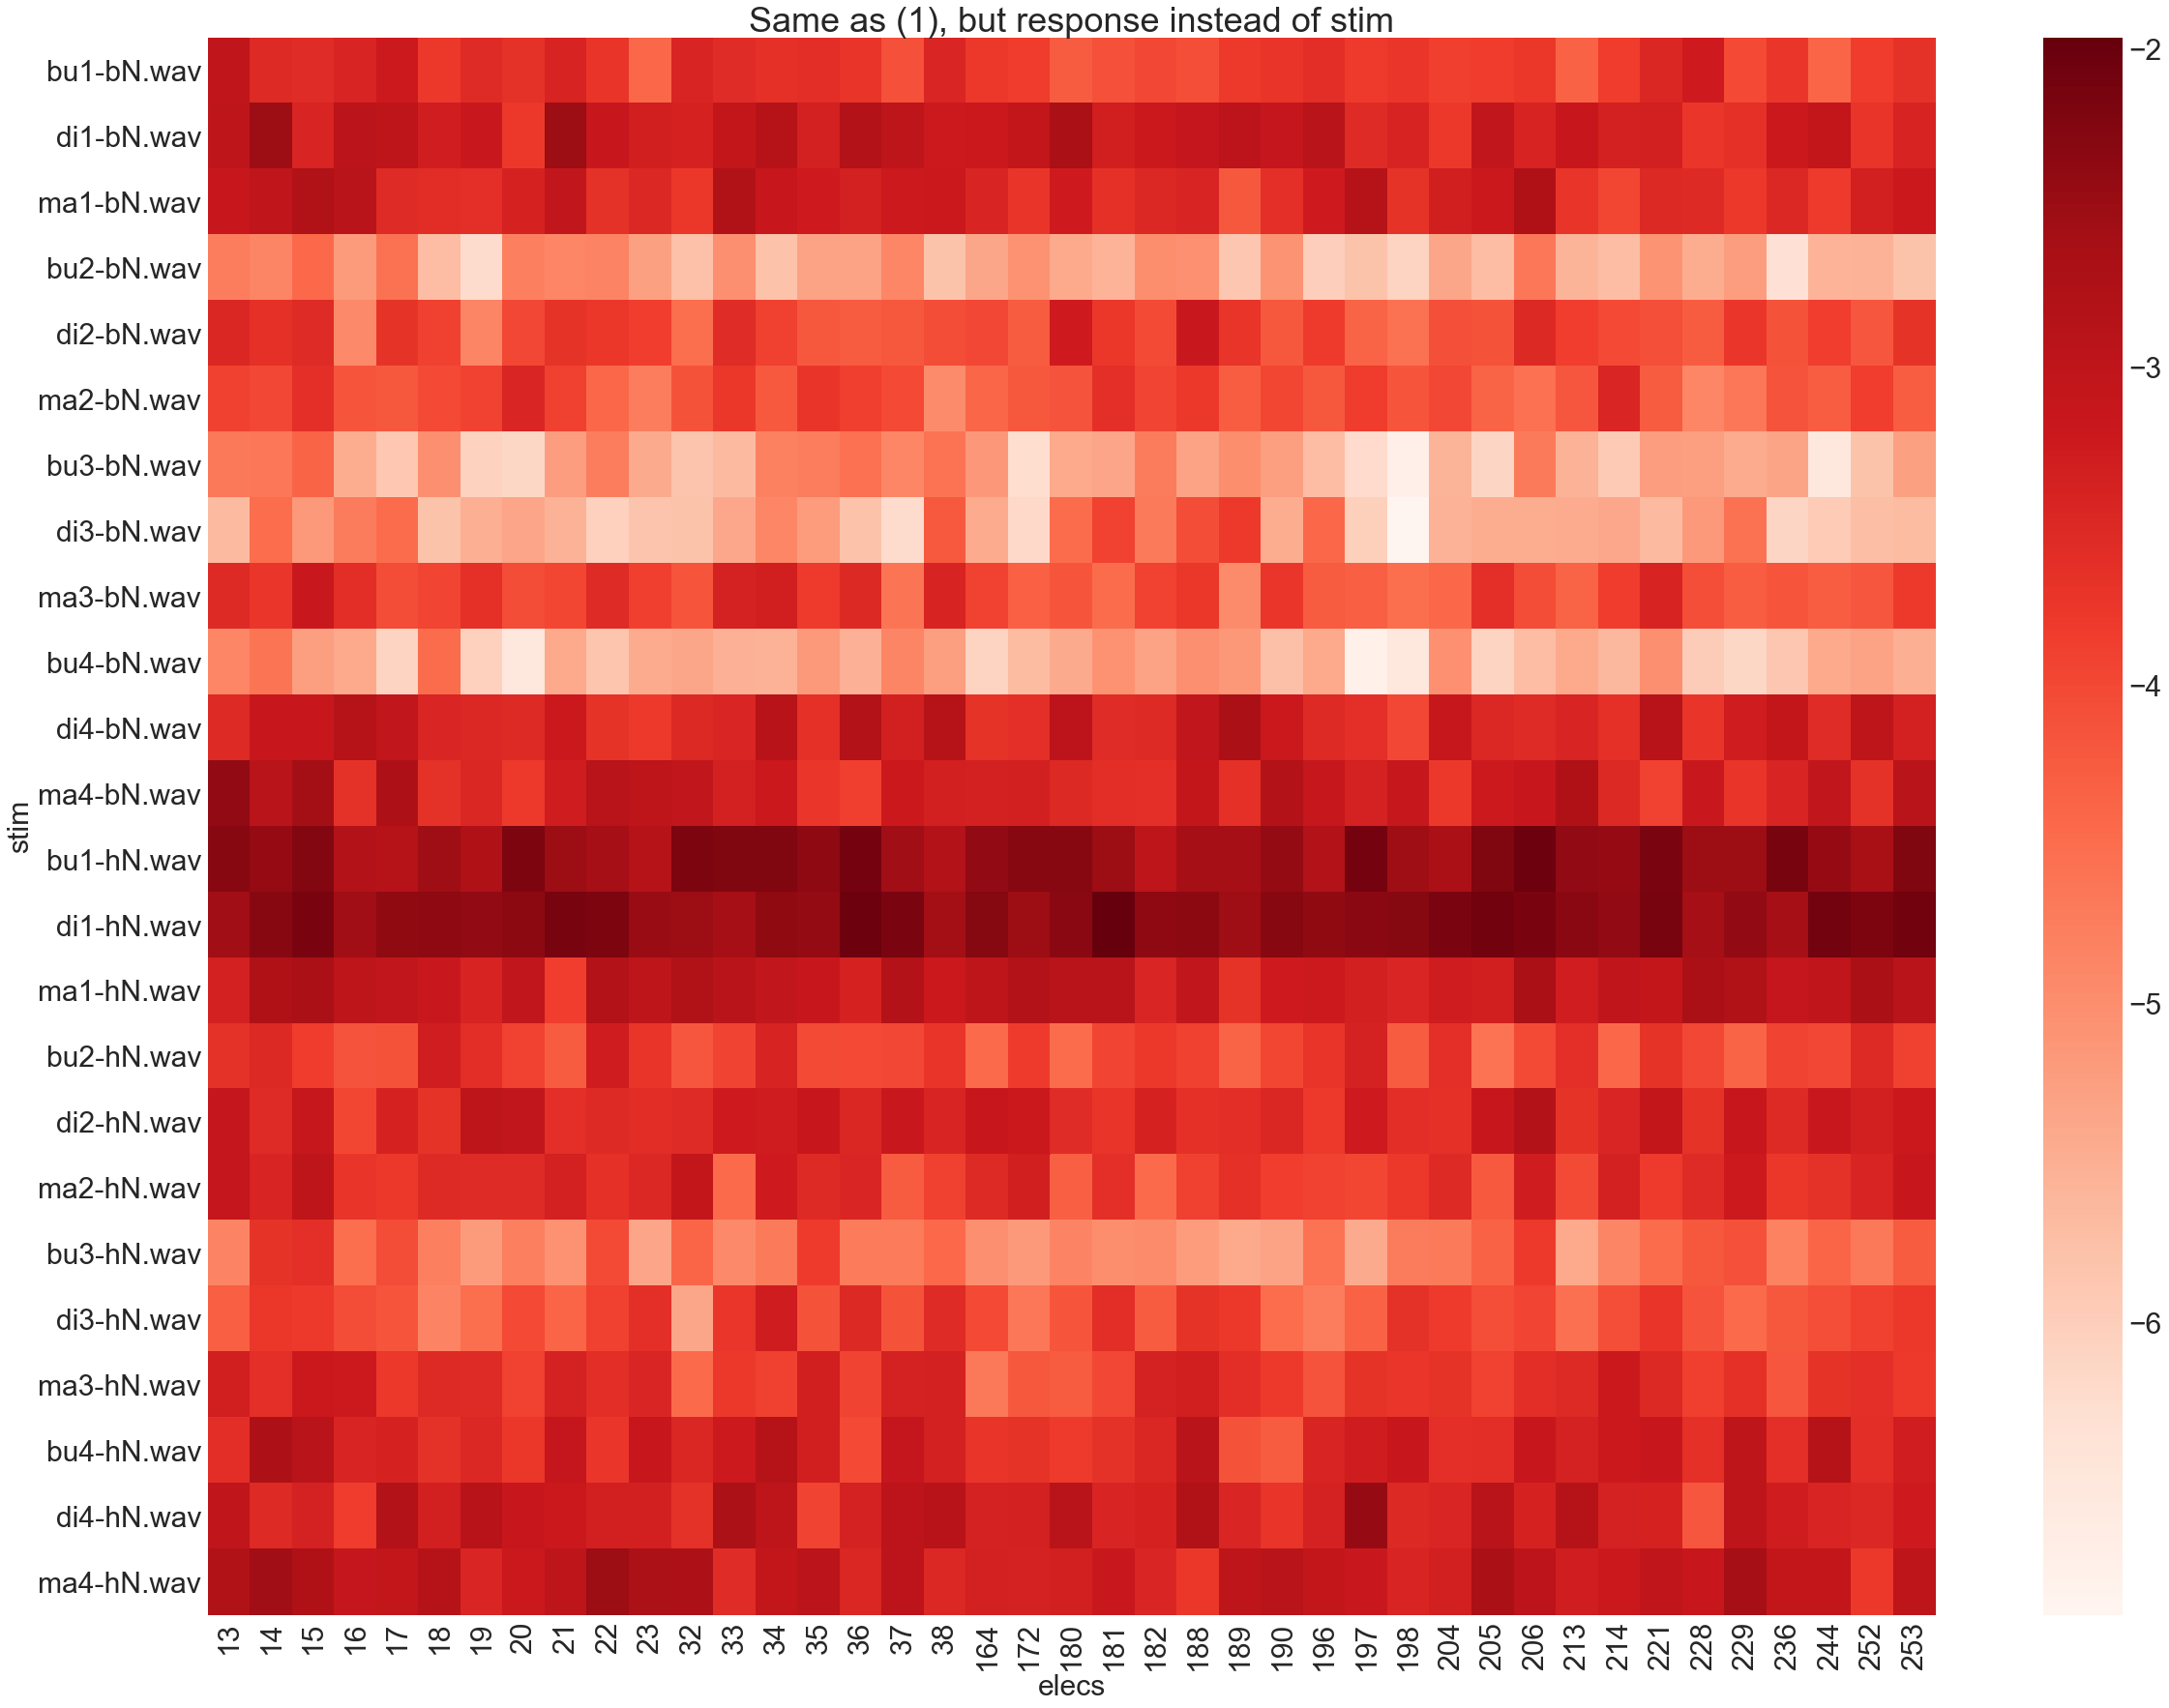 Same as (1), but response instead of stim
bu1-bN.wav
di1-bN.wav
ma1-bN.wav
bu2-bN.wav
di2-bN.wav
ma2-bN.wav
bu3-bN.wav
di3-bN.wav
ma3-bN.wav
bu4-bN.wav
di4-bN.wav
ma4-bN.wav
bu1-hN.wav
di1-hN.wav
ma1-hN.wav
bu2-hN.wav
di2-hN.wav
ma2-hN.wav
bu3-hN.wav
di3-hN.wav
ma3-hN.wav
bu4-hN.wav
di4-hN.wav
ma4-hN.wav
stim
13 14 15 16 17 18 19 20 21 22 23 32 33 34 35 36 37 38 164 172 180 181 182 188 189 190 196 197 198 204 205 206 213 214 221 228 229 236 244 252 253
elecs
−2
−3
−4
−5
−6